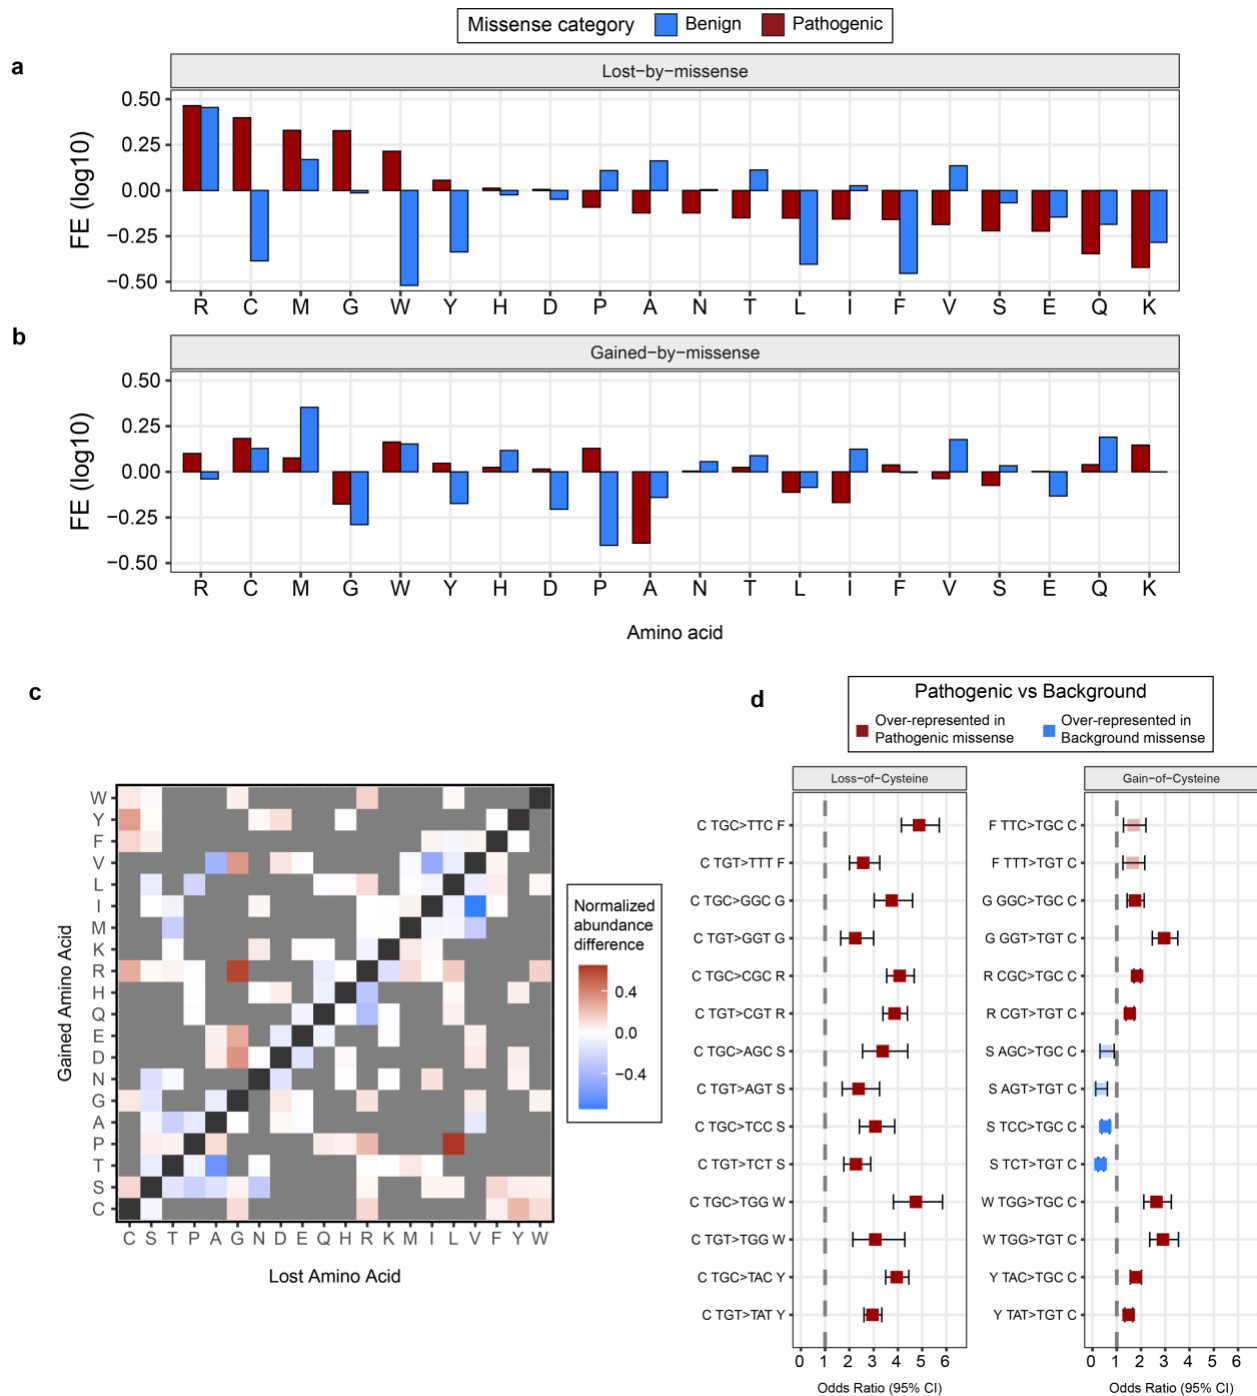 Missense category Benign Pathogenic
a
Lost−by−missense
FE (log10)
0.50
0.25
0.00
−0.25
−0.50
R C M G W Y H D P A N T L I F V S E Q K
b
Gained−by−missense
FE (log10)
0.50
0.25
0.00
−0.25
−0.50
R C M G W Y H D P A N T L I F V S E Q K
Amino acid
c
Gained Amino Acid
W
Y
F
V
L
I
M
K
R
H
Q
E
D
N
G
A
P
T
S
C
C S T P A G N D E Q H R K M I L V F Y W
Lost Amino Acid
Normalized
abundance
difference
0.4
0.0
−0.4
d
Pathogenic vs Background
Over−represented in
Pathogenic missense
Over−represented in
Background missense
Loss−of−Cysteine
C TGC>TTC F
C TGT>TTT F
C TGC>GGC G
C TGT>GGT G
C TGC>CGC R
C TGT>CGT R
C TGC>AGC S
C TGT>AGT S
C TGC>TCC S
C TGT>TCT S
C TGC>TGG W
C TGT>TGG W
C TGC>TAC Y
C TGT>TAT Y
0 1 2 3 4 5 6
Odds Ratio (95% CI)
Gain−of−Cysteine
F TTC>TGC C
F TTT>TGT C
G GGC>TGC C
G GGT>TGT C
R CGC>TGC C
R CGT>TGT C
S AGC>TGC C
S AGT>TGT C
S TCC>TGC C
S TCT>TGT C
W TGG>TGC C
W TGG>TGT C
Y TAC>TGC C
Y TAT>TGT C
0 1 2 3 4 5 6
Odds Ratio (95% CI)